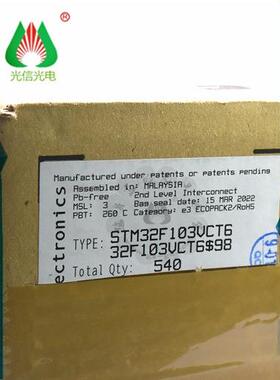 光信光电
Manufactured under patents or patents pending
Assembled in: MALAYSIA
Pb-free 2nd Level Interconnect
MSL: 3 Bag seal date: 15 MAR 2022
PBT: 260 C Category: e3 ECOPACK2/RoHS
ectronics
TYPE: STM32F103VCT6
32F103VCT6$98
Total Qty: 540